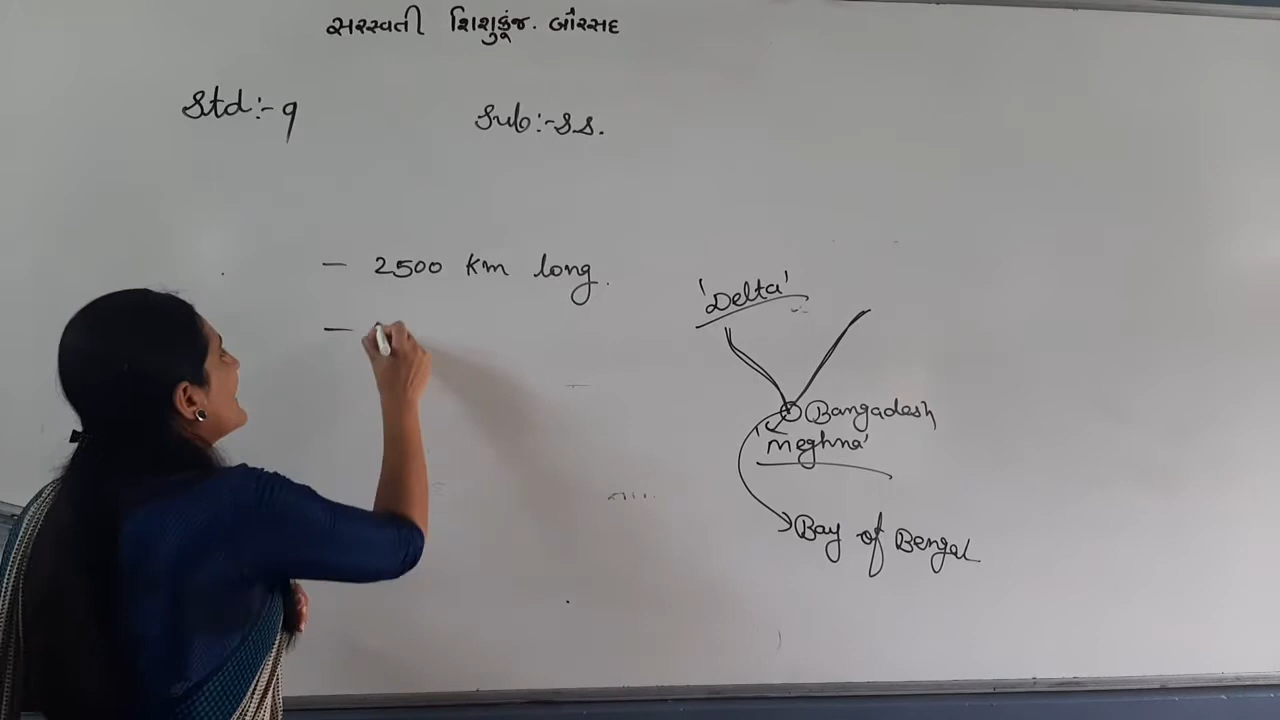 સરસ્વતી શિશુકુંજ. બોરસદ
Std:- 9
Sub:- S.S.
– 2500 km long.
–
'Delta'
Bangadesh
'Meghna'
Bay of Bengal